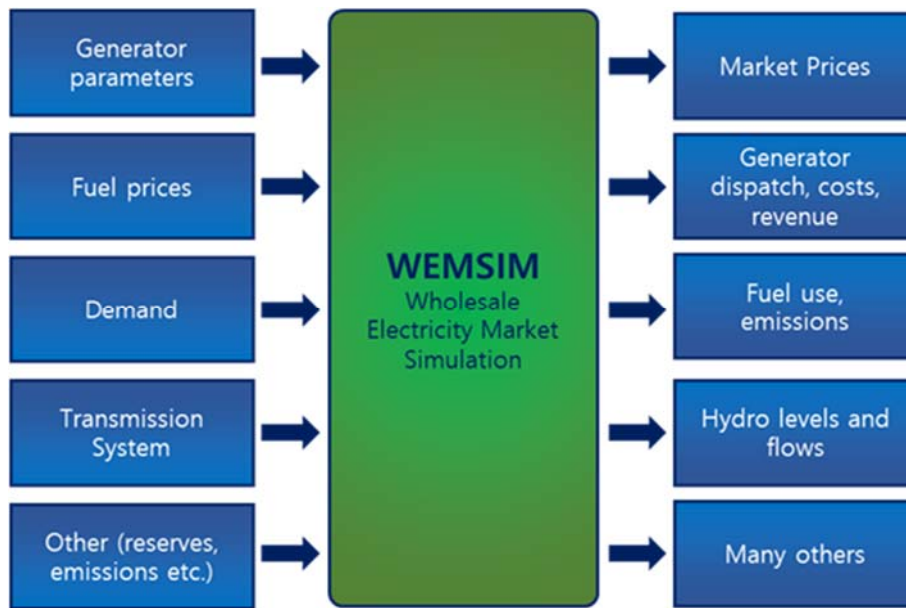 Generator
parameters
Fuel prices
Demand
Transmission
System
Other (reserves,
emissions etc.)
WEMSIM
Wholesale
Electricity Market
Simulation
Market Prices
Generator
dispatch, costs,
revenue
Fuel use,
emissions
Hydro levels and
flows
Many others